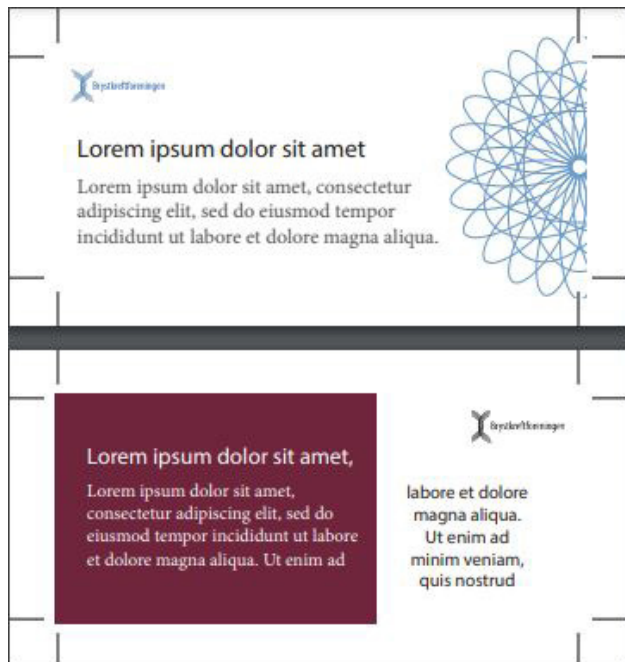 Brystkreftforeningen
Lorem ipsum dolor sit amet
Lorem ipsum dolor sit amet, consectetur
adipiscing elit, sed do eiusmod tempor
incididunt ut labore et dolore magna aliqua.
Brystkreftforeningen
Lorem ipsum dolor sit amet,
Lorem ipsum dolor sit amet,
consectetur adipiscing elit, sed do
eiusmod tempor incididunt ut labore
et dolore magna aliqua. Ut enim ad
labore et dolore
magna aliqua.
Ut enim ad
minim veniam,
quis nostrud